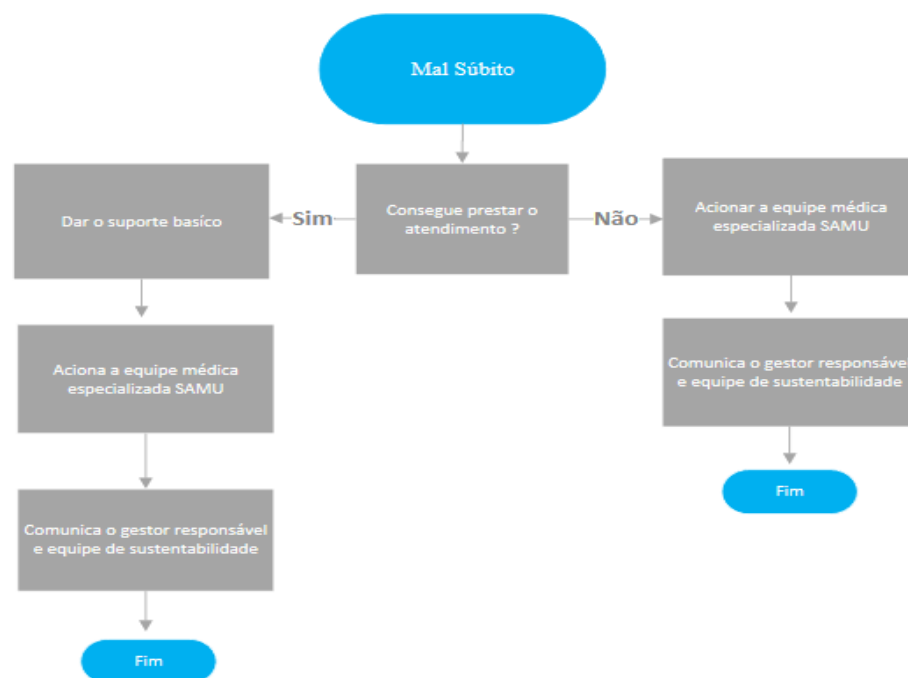 Mal Súbito
Consegue prestar o
atendimento ?
Sim
Não
Dar o suporte basíco
Aciona a equipe médica
especializada SAMU
Comunica o gestor responsável
e equipe de sustentabilidade
Fim
Acionar a equipe médica
especializada SAMU
Comunica o gestor responsável
e equipe de sustentabilidade
Fim